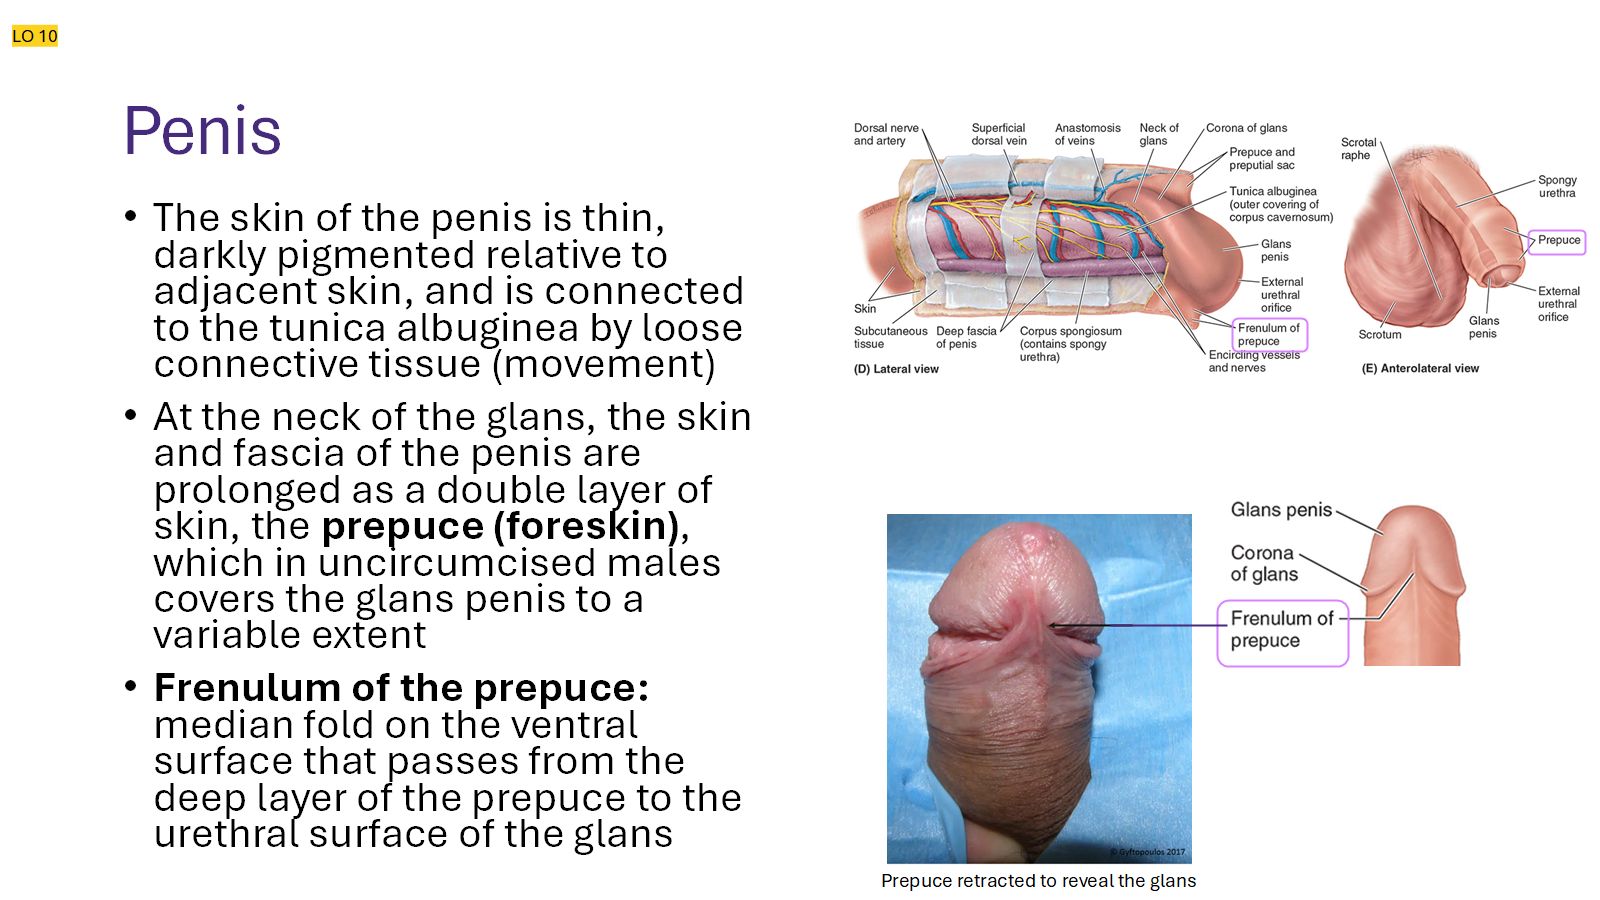 LO 10
Penis
• The skin of the penis is thin,
darkly pigmented relative to
adjacent skin, and is connected
to the tunica albuginea by loose
connective tissue (movement)
• At the neck of the glans, the skin
and fascia of the penis are
prolonged as a double layer of
skin, the prepuce (foreskin),
which in uncircumcised males
covers the glans penis to a
variable extent
• Frenulum of the prepuce:
median fold on the ventral
surface that passes from the
deep layer of the prepuce to the
urethral surface of the glans
Dorsal nerve
and artery
Superficial
dorsal vein
Anastomosis
of veins
Neck of
glans
Corona of glans
Prepuce and
preputial sac
Tunica albuginea
(outer covering of
corpus cavernosum)
Glans
penis
External
urethral
orifice
Frenulum of
prepuce
Encircling vessels
and nerves
Skin
Subcutaneous
tissue
Deep fascia
of penis
Corpus spongiosum
(contains spongy
urethra)
(D) Lateral view
Scrotal
raphe
Spongy
urethra
Prepuce
External
urethral
orifice
Glans
penis
Scrotum
(E) Anterolateral view
Glans penis
Corona
of glans
Frenulum of
prepuce
© Gyftopoulos 2017
Prepuce retracted to reveal the glans